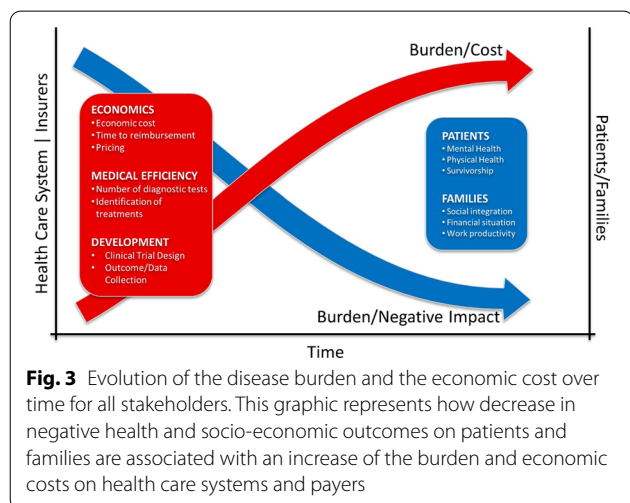 Burden/Cost
Health Care System | Insurers
ECONOMICS
• Economic cost
• Time to reimbursement
• Pricing
MEDICAL EFFICIENCY
• Number of diagnostic tests
• Identification of
treatments
DEVELOPMENT
• Clinical Trial Design
• Outcome/Data
Collection
PATIENTS
• Mental Health
• Physical Health
• Survivorship
FAMILIES
• Social integration
• Financial situation
• Work productivity
Patients/Families
Burden/Negative Impact
Time
Fig. 3 Evolution of the disease burden and the economic cost over
time for all stakeholders. This graphic represents how decrease in
negative health and socio-economic outcomes on patients and
families are associated with an increase of the burden and economic
costs on health care systems and payers